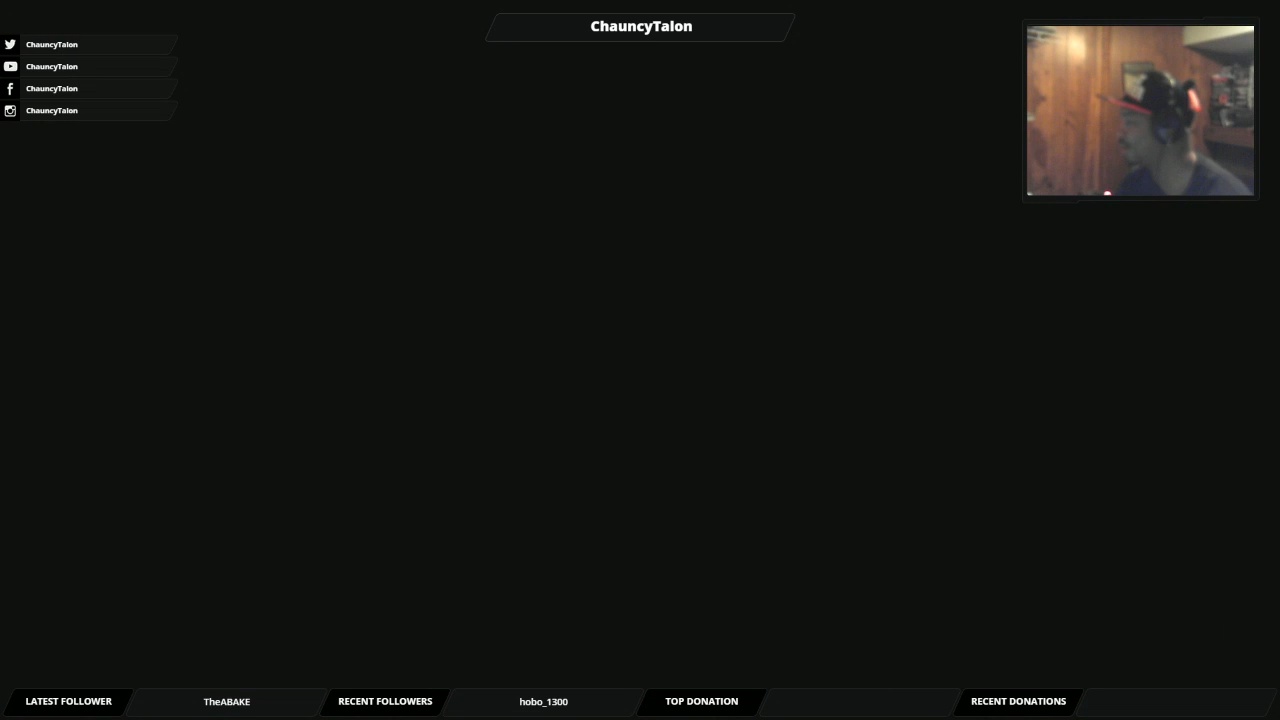 ChauncyTalon
ChauncyTalon
ChauncyTalon
ChauncyTalon
ChauncyTalon
LATEST FOLLOWER TheABAKE RECENT FOLLOWERS hobo_1300 TOP DONATION RECENT DONATIONS